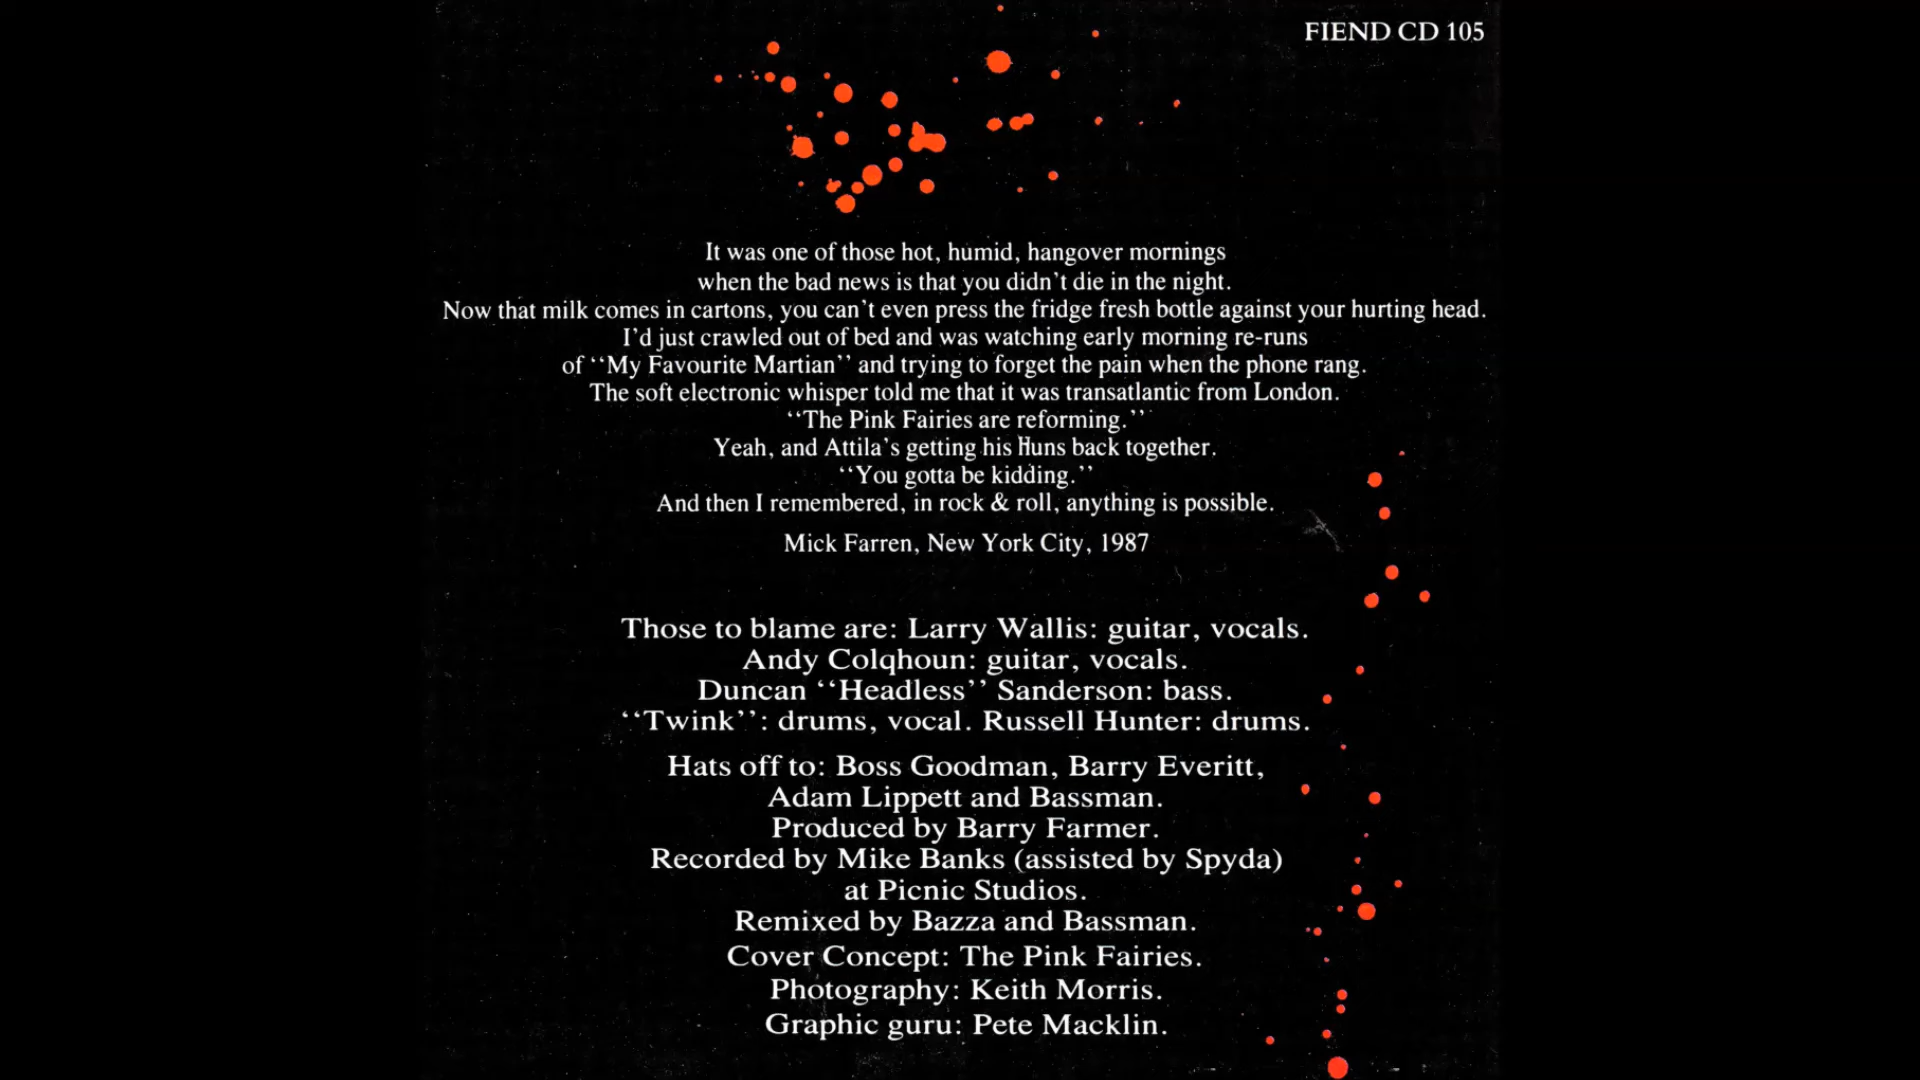 FIEND CD 105
It was one of those hot, humid, hangover mornings
when the bad news is that you didn't die in the night.
Now that milk comes in cartons, you can't even press the fridge fresh bottle against your hurting head.
I'd just crawled out of bed and was watching early morning re-runs
of ‘‘My Favourite Martian’’ and trying to forget the pain when the phone rang.
The soft electronic whisper told me that it was transatlantic from London.
‘‘The Pink Fairies are reforming.’’
Yeah, and Attila's getting his Huns back together.
‘‘You gotta be kidding.’’
And then I remembered, in rock & roll, anything is possible.
Mick Farren, New York City, 1987
Those to blame are: Larry Wallis: guitar, vocals.
Andy Colqhoun: guitar, vocals.
Duncan ‘‘Headless’’ Sanderson: bass.
‘‘Twink’’: drums, vocal. Russell Hunter: drums.
Hats off to: Boss Goodman, Barry Everitt,
Adam Lippett and Bassman.
Produced by Barry Farmer.
Recorded by Mike Banks (assisted by Spyda)
at Picnic Studios.
Remixed by Bazza and Bassman.
Cover Concept: The Pink Fairies.
Photography: Keith Morris.
Graphic guru: Pete Macklin.